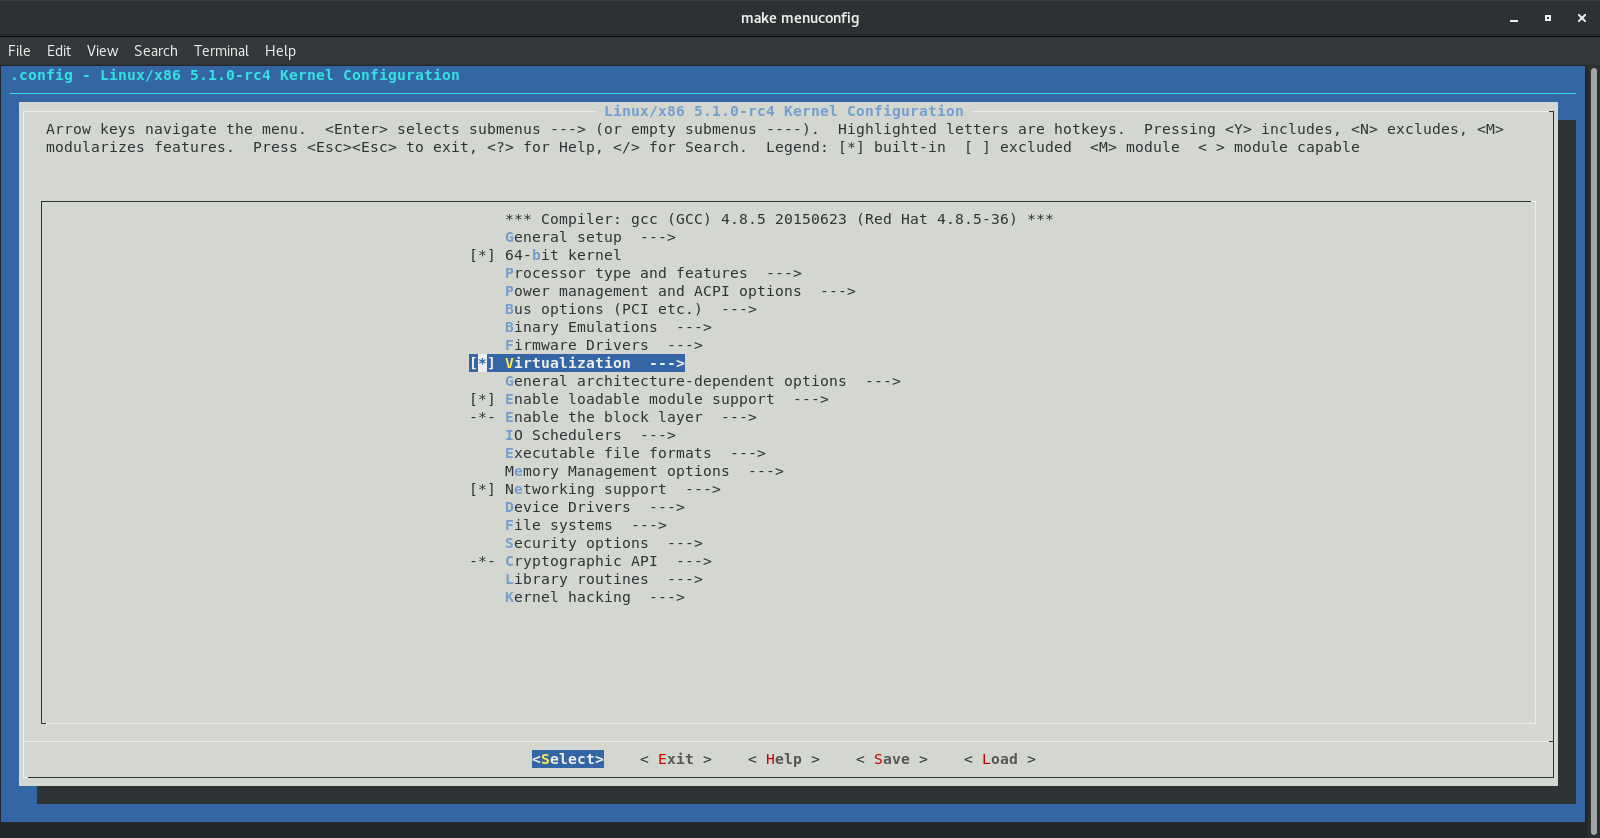 make menuconfig
File Edit View Search Terminal Help
.config - Linux/x86 5.1.0-rc4 Kernel Configuration
Linux/x86 5.1.0-rc4 Kernel Configuration
Arrow keys navigate the menu.  <Enter> selects submenus ---> (or empty submenus ----).  Highlighted letters are hotkeys.  Pressing <Y> includes, <N> excludes, <M>
modularizes features.  Press <Esc><Esc> to exit, <?> for Help, </> for Search.  Legend: [*] built-in  [ ] excluded  <M> module  < > module capable
*** Compiler: gcc (GCC) 4.8.5 20150623 (Red Hat 4.8.5-36) ***
General setup  --->
[*] 64-bit kernel
Processor type and features  --->
Power management and ACPI options  --->
Bus options (PCI etc.)  --->
Binary Emulations  --->
Firmware Drivers  --->
[*] Virtualization  --->
General architecture-dependent options  --->
[*] Enable loadable module support  --->
-*- Enable the block layer  --->
IO Schedulers  --->
Executable file formats  --->
Memory Management options  --->
[*] Networking support  --->
Device Drivers  --->
File systems  --->
Security options  --->
-*- Cryptographic API  --->
Library routines  --->
Kernel hacking  --->
<Select>    < Exit >    < Help >    < Save >    < Load >